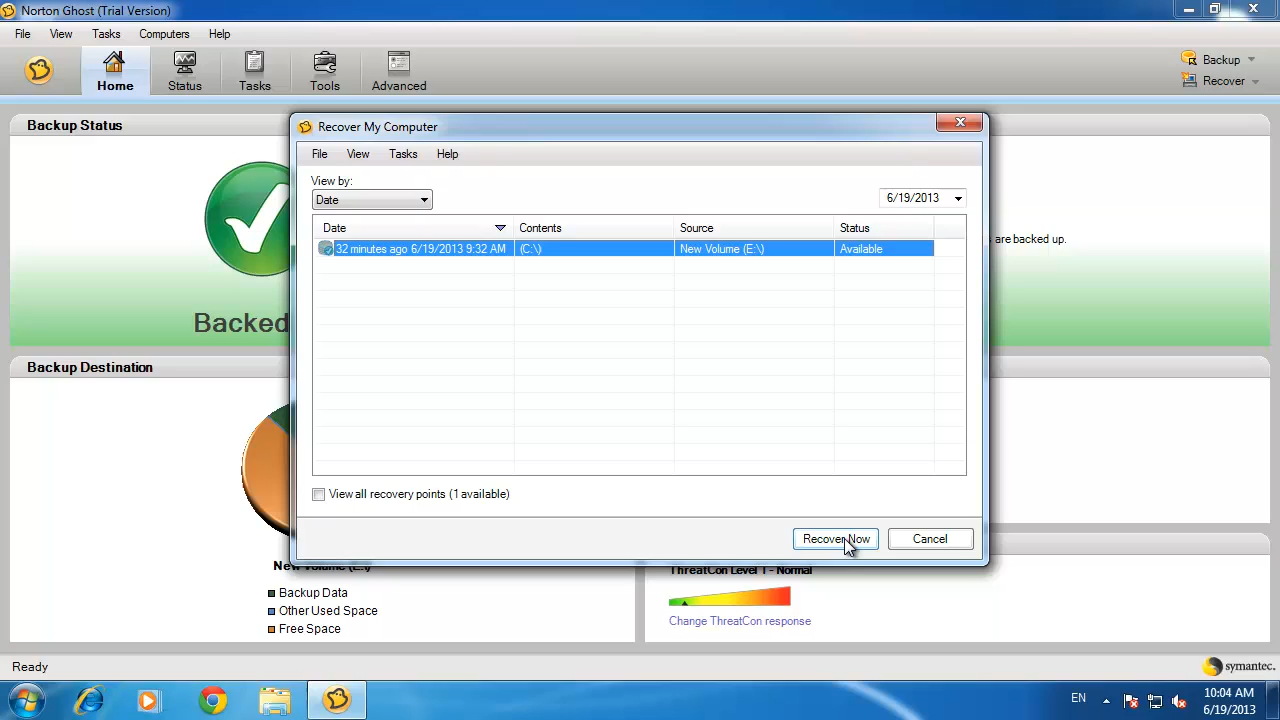 Norton Ghost (Trial Version)
File View Tasks Computers Help
Home Status Tasks Tools Advanced
Backup
Recover
Backup Status
Recover My Computer
File View Tasks Help
View by:
Date
6/19/2013
Date Contents Source Status
32 minutes ago 6/19/2013 9:32 AM (C:\) New Volume (E:\) Available
are backed up.
Backed
Backup Destination
View all recovery points (1 available)
Recover Now Cancel
New Volume (E:\)
Backup Data
Other Used Space
Free Space
ThreatCon Level 1 - Normal
Change ThreatCon response
Ready
symantec.
EN
10:04 AM
6/19/2013